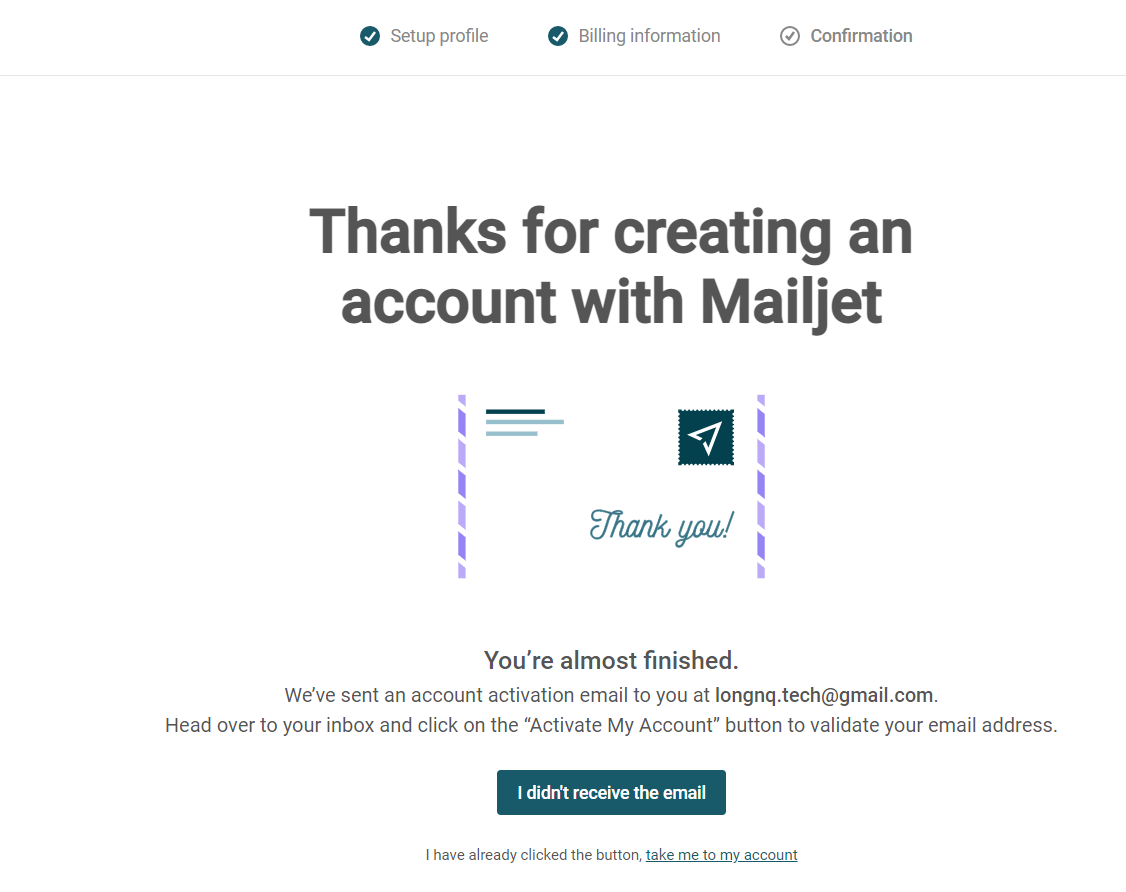 Setup profile Billing information Confirmation
Thanks for creating an
account with Mailjet
Thank you!
You’re almost finished.
We’ve sent an account activation email to you at longnq.tech@gmail.com.
Head over to your inbox and click on the “Activate My Account” button to validate your email address.
I didn't receive the email
I have already clicked the button, take me to my account